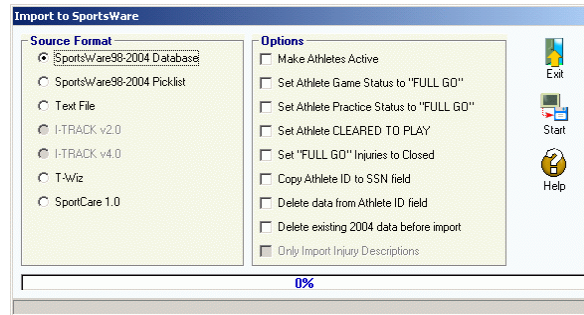 Import to SportsWare
Source Format
SportsWare98-2004 Database
SportsWare98-2004 Picklist
Text File
I-TRACK v2.0
I-TRACK v4.0
T-Wiz
SportCare 1.0
Options
Make Athletes Active
Set Athlete Game Status to "FULL GO"
Set Athlete Practice Status to "FULL GO"
Set Athlete CLEARED TO PLAY
Set "FULL GO" Injuries to Closed
Copy Athlete ID to SSN field
Delete data from Athlete ID field
Delete existing 2004 data before import
Only Import Injury Descriptions
Exit
Start
Help
0%